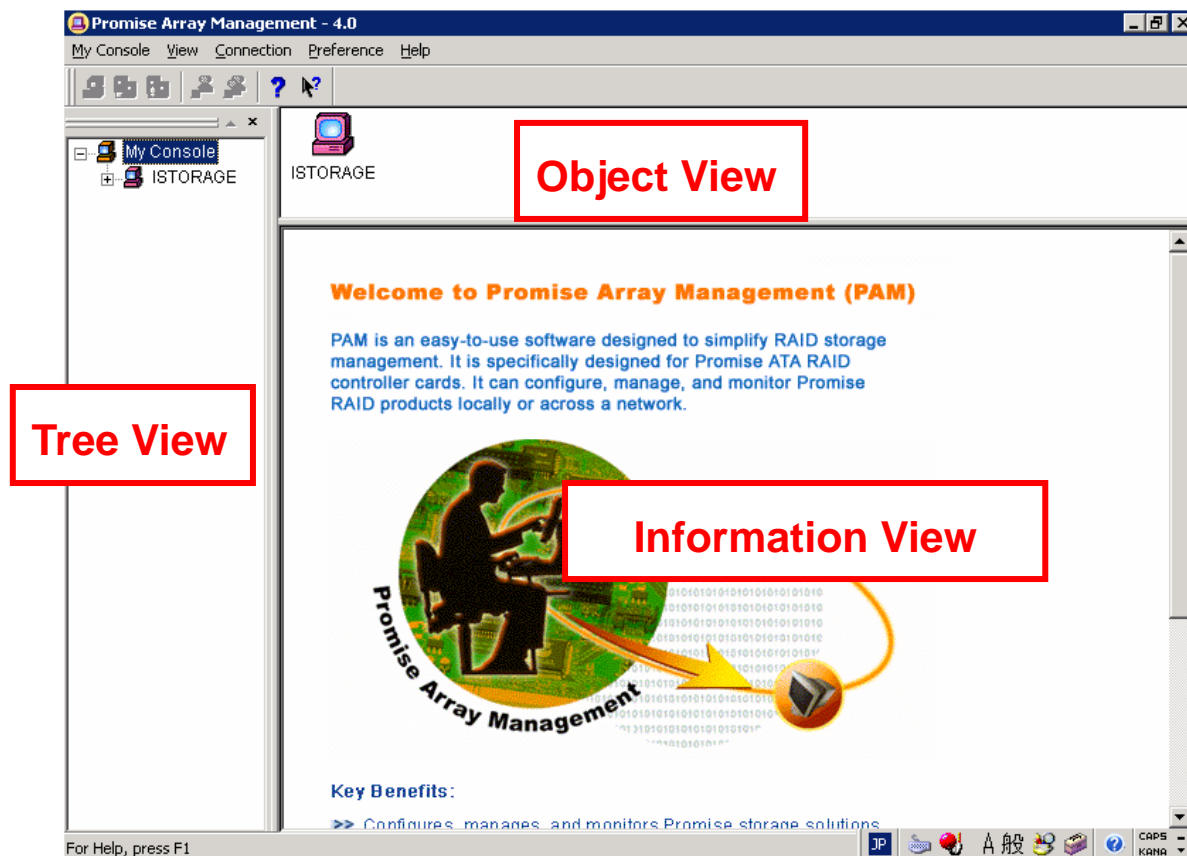 Promise Array Management - 4.0
My Console View Connection Preference Help
My Console
ISTORAGE
ISTORAGE
Object View
Welcome to Promise Array Management (PAM)
PAM is an easy-to-use software designed to simplify RAID storage
management. It is specifically designed for Promise ATA RAID
controller cards. It can configure, manage, and monitor Promise
RAID products locally or across a network.
Tree View
Information View
Promise Array Management
Key Benefits:
>> Configures, manages, and monitors Promise storage solutions
For Help, press F1
JP
A 般
CAPS
KANA